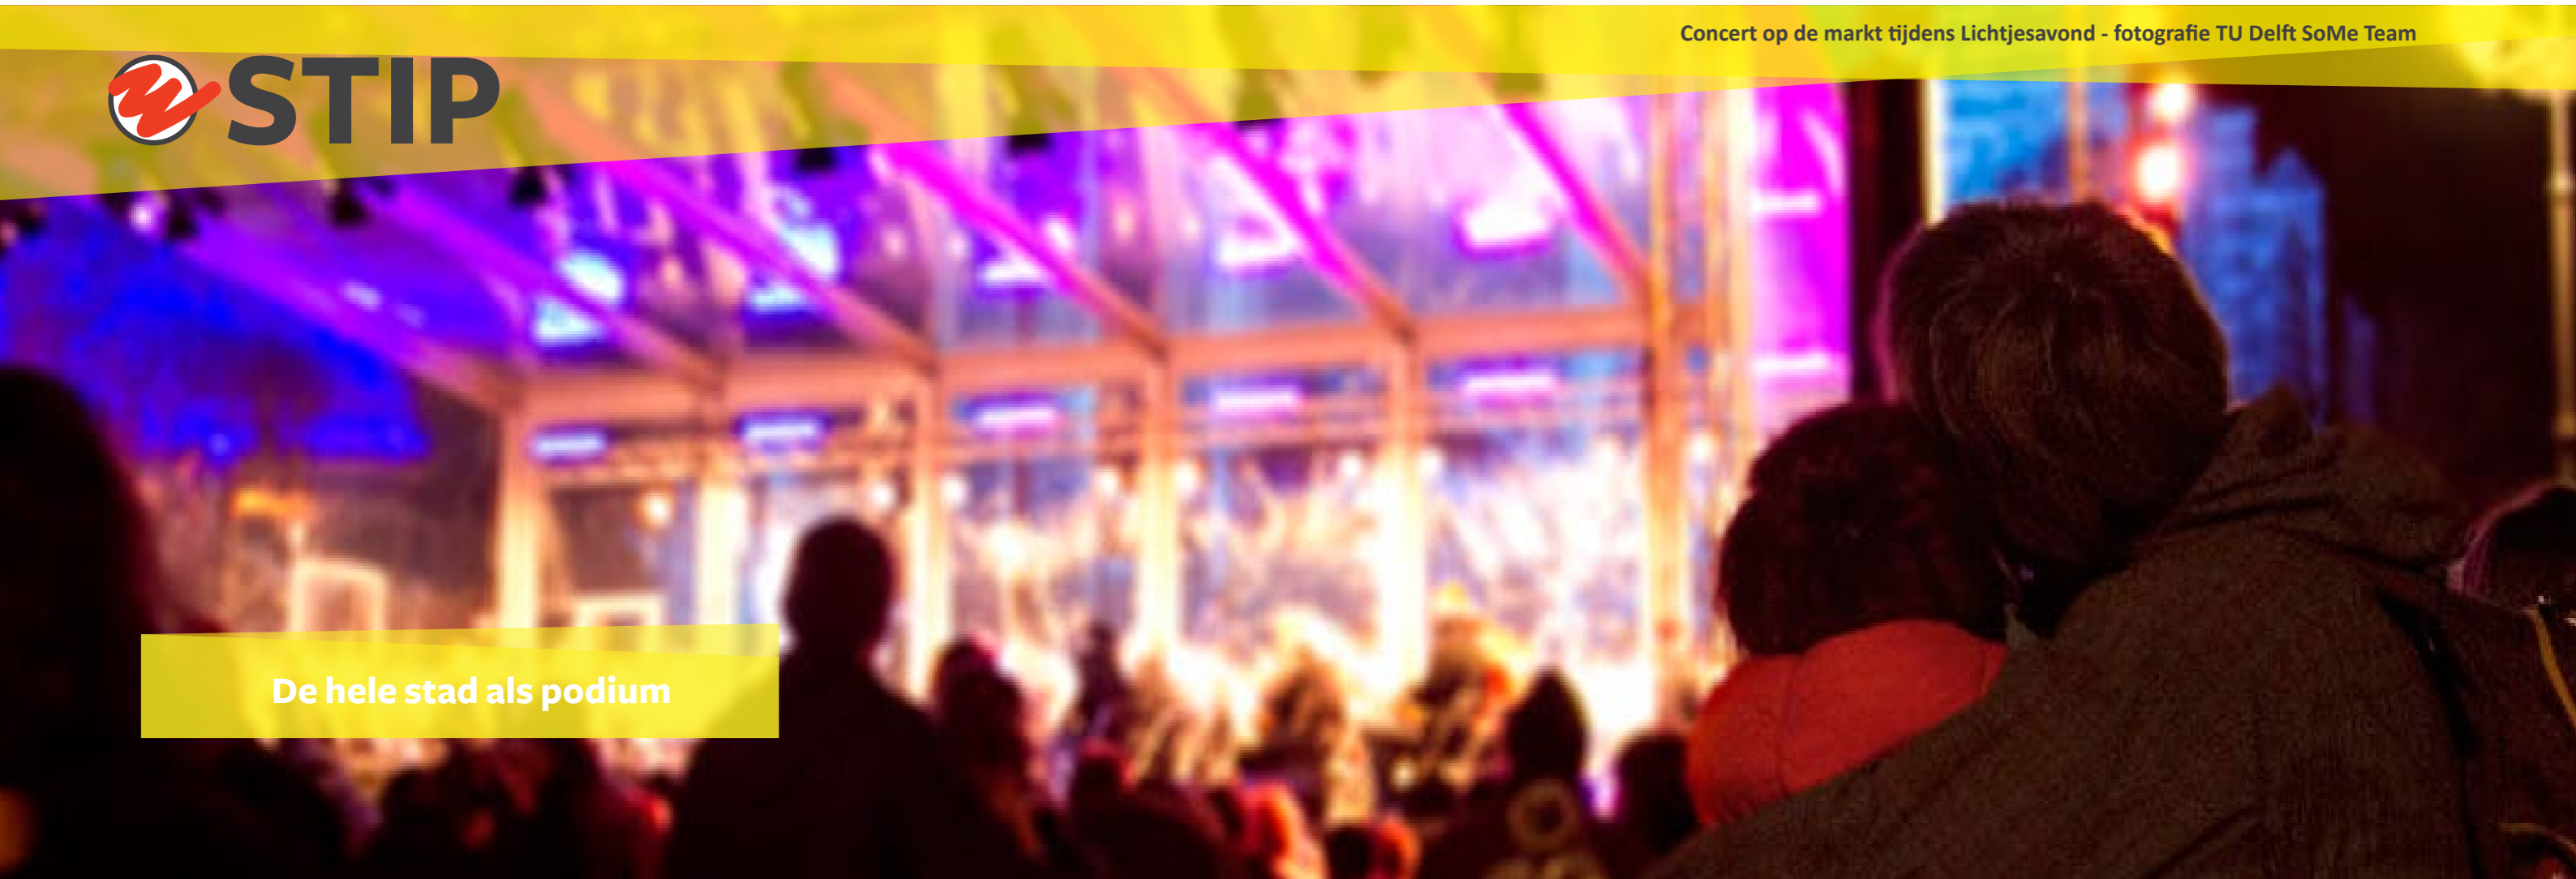 Concert op de markt tijdens Lichtjesavond - fotografie TU Delft SoMe Team
STIP
De hele stad als podium